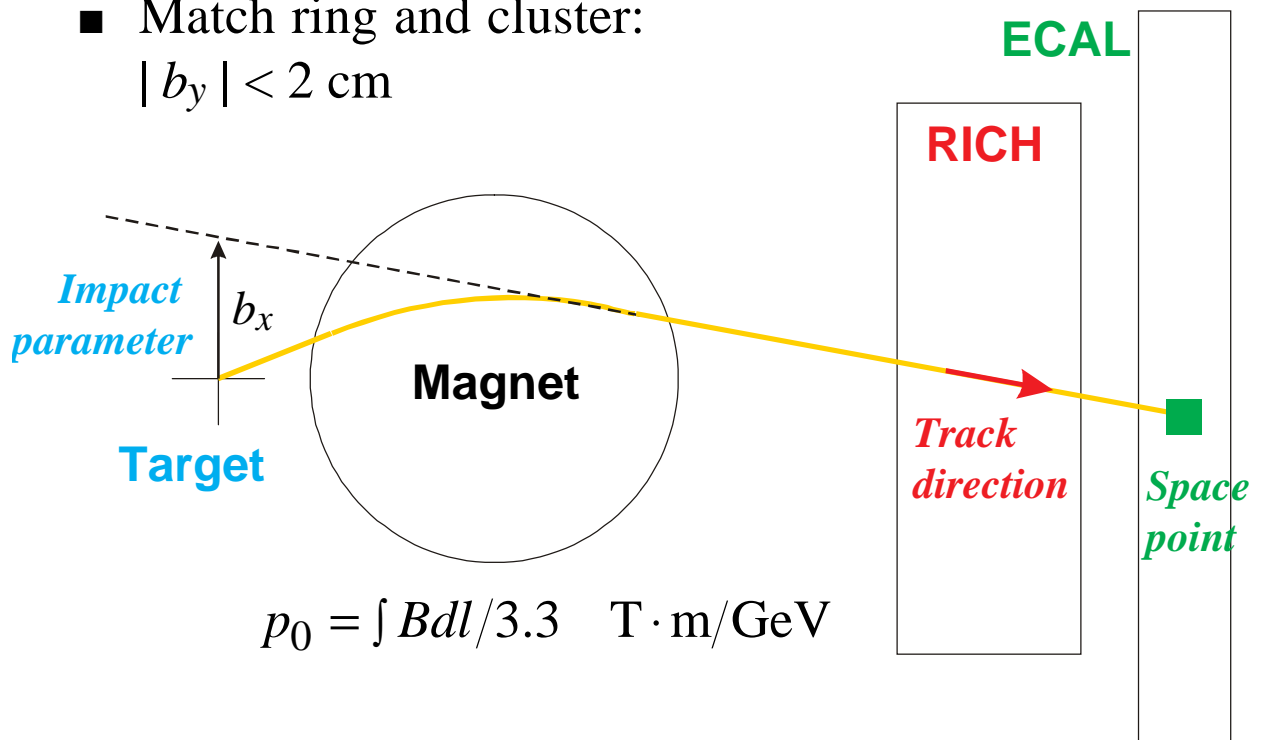 ■ Match ring and cluster:
| b_y | < 2 cm
ECAL
RICH
Impact
parameter
b_x
Magnet
Target
Track
direction
Space
point
p_0 = ∫ Bdl/3.3 T · m/GeV